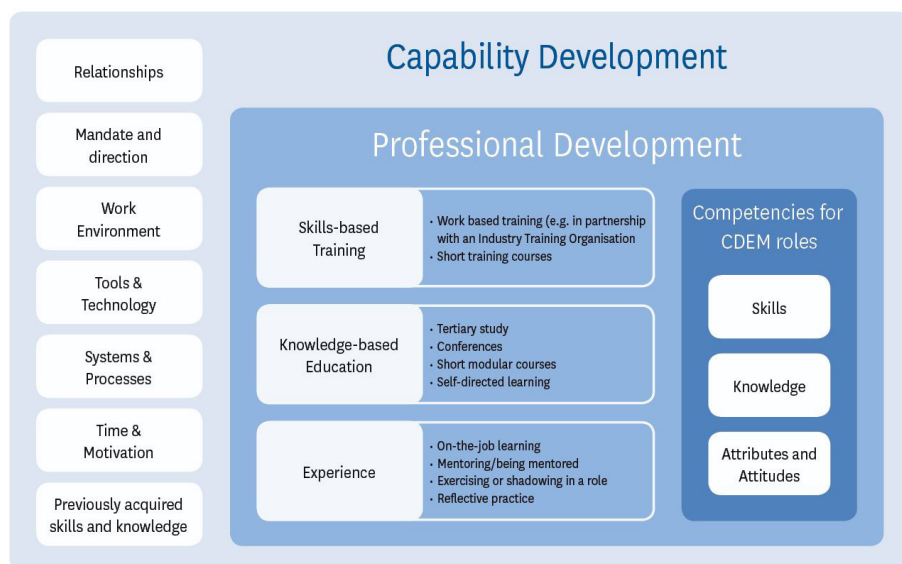 Capability Development
Relationships
Mandate and
direction
Work
Environment
Tools &
Technology
Systems &
Processes
Time &
Motivation
Previously acquired
skills and knowledge
Professional Development
Skills-based
Training
· Work based training (e.g. in partnership
with an Industry Training Organisation
· Short training courses
Knowledge-based
Education
· Tertiary study
· Conferences
· Short modular courses
· Self-directed learning
Experience
· On-the-job learning
· Mentoring/being mentored
· Exercising or shadowing in a role
· Reflective practice
Competencies for
CDEM roles
Skills
Knowledge
Attributes and
Attitudes